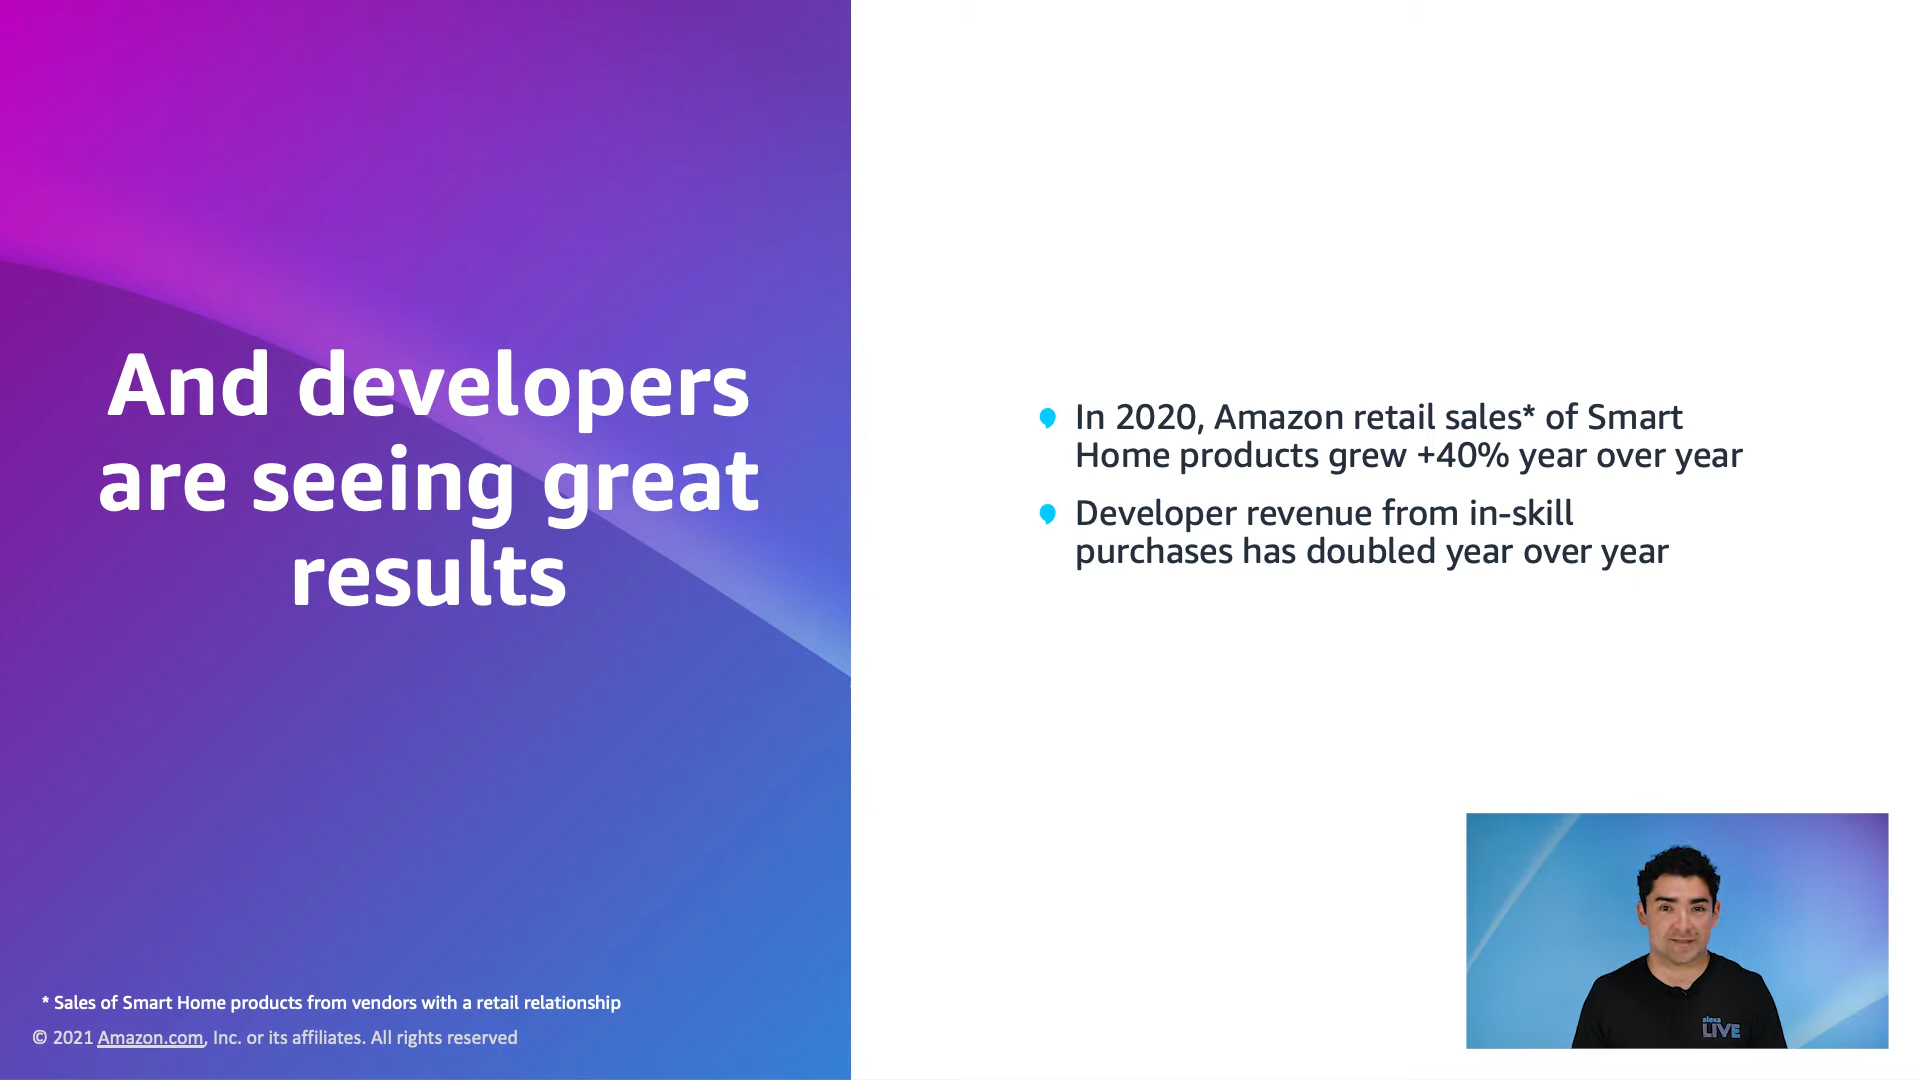 And developers
are seeing great
results
In 2020, Amazon retail sales* of Smart
Home products grew +40% year over year
Developer revenue from in-skill
purchases has doubled year over year
* Sales of Smart Home products from vendors with a retail relationship
© 2021 Amazon.com, Inc. or its affiliates. All rights reserved
alexa
LIVE